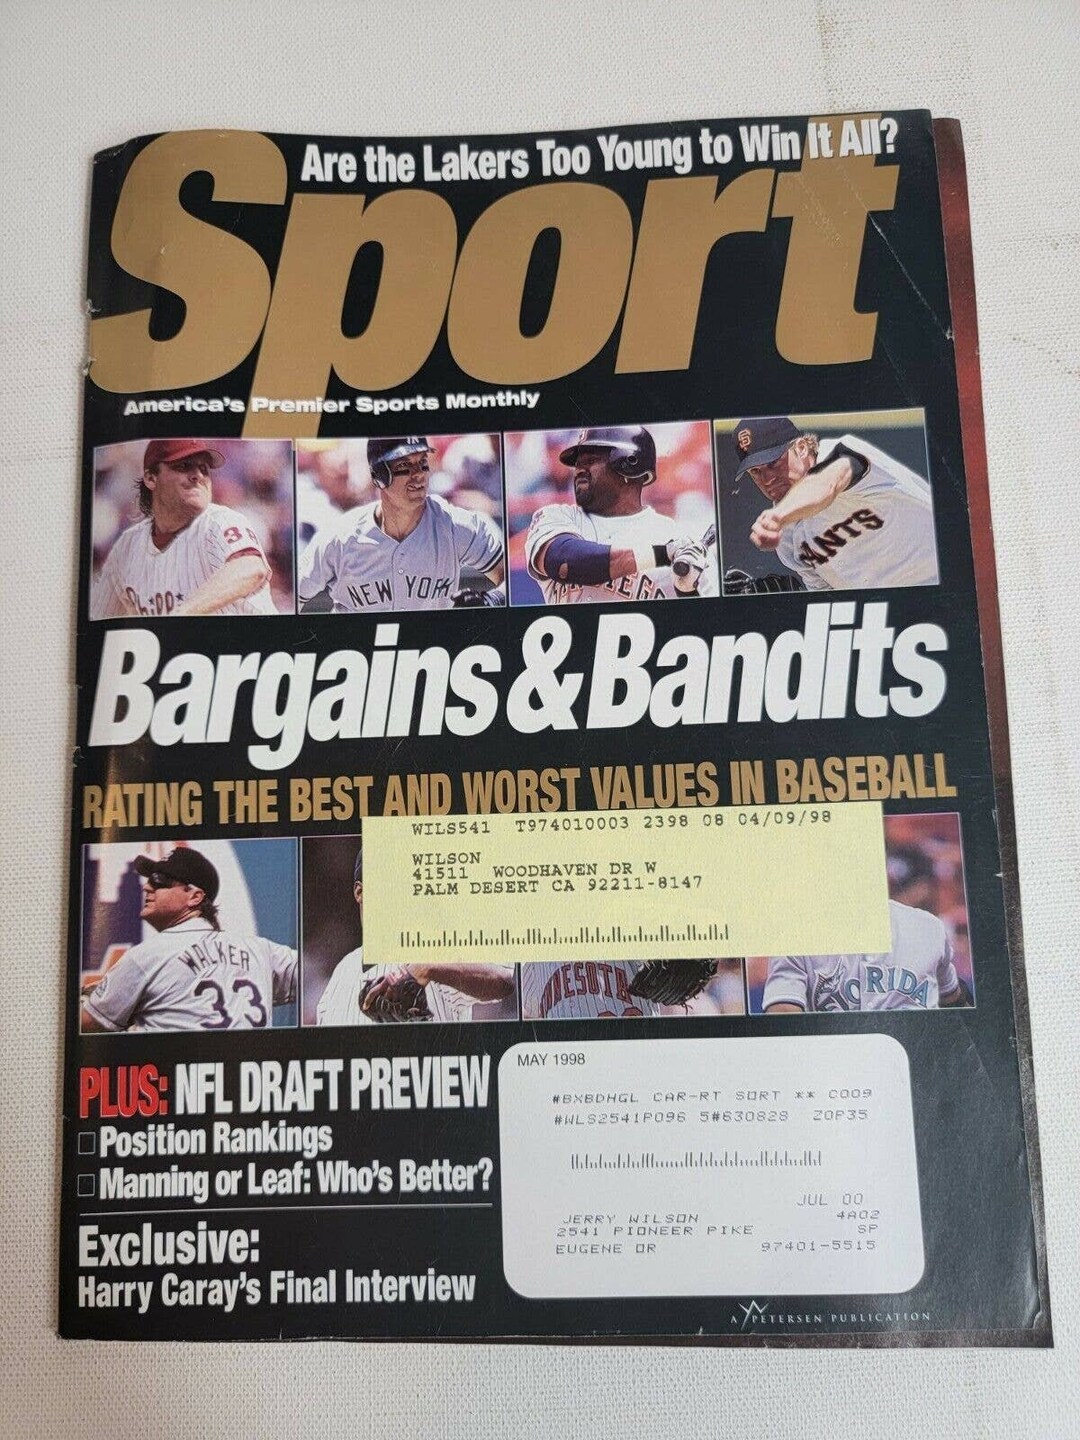 Are the Lakers Too Young to Win It All?
Sport
America's Premier Sports Monthly
Phillies
NEW YORK
GIANTS
Bargains & Bandits
RATING THE BEST AND WORST VALUES IN BASEBALL
WILS541 T974010003 2398 08 04/09/98
WILSON
41511 WOODHAVEN DR W
PALM DESERT CA 92211-8147
WALKER
33
NESOTA
ORIDA
PLUS: NFL DRAFT PREVIEW
Position Rankings
Manning or Leaf: Who's Better?
Exclusive:
Harry Caray's Final Interview
MAY 1998
#BXBDHGL CAR-RT SORT ** C009
#WLS2541P096 5#630828 ZOP35
JUL 00
JERRY WILSON 4A02
2541 PIONEER PIKE SP
EUGENE OR 97401-5515
A PETERSEN PUBLICATION